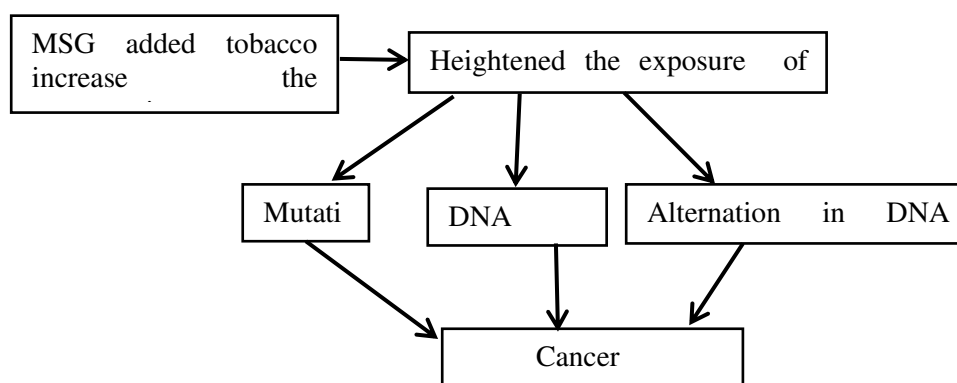 MSG added tobacco
increase the
Heightened the exposure of
Mutati
DNA
Alternation in DNA
Cancer